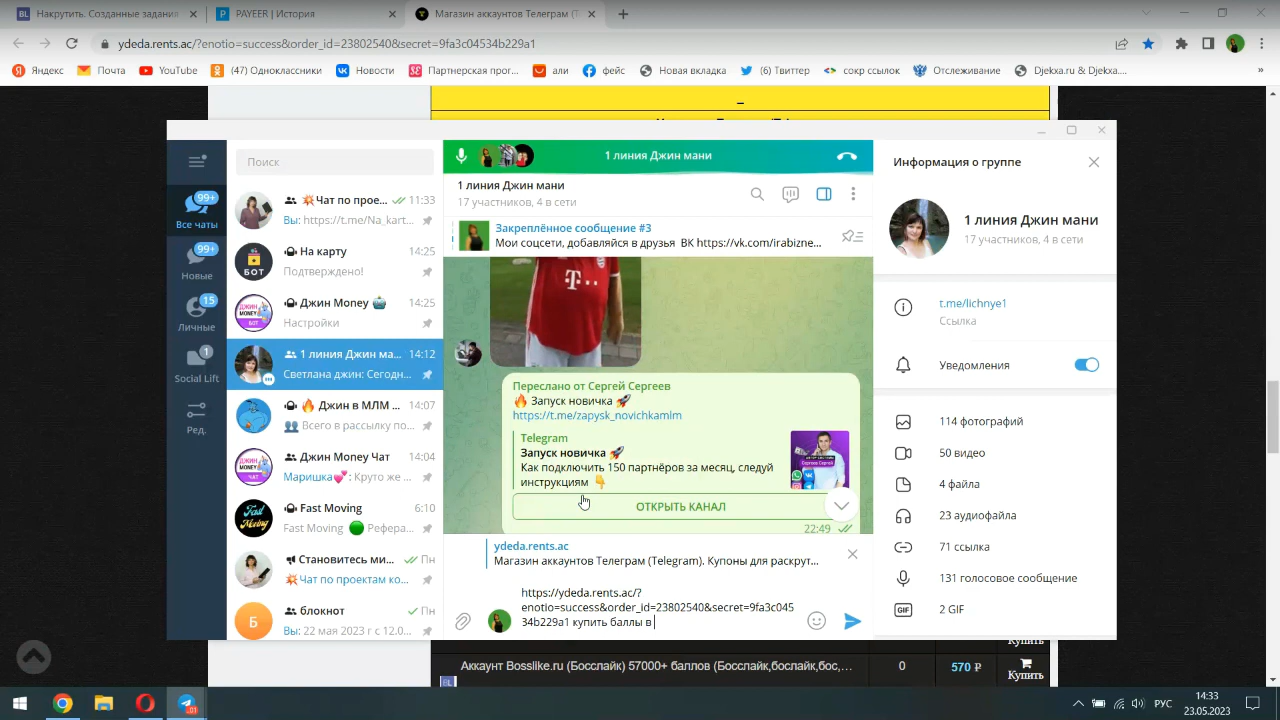 Накрутить. Созданные задания
PAYEER | История
Магазин аккаунтов Телеграм (Te
ydeda.rents.ac/?enotio=success&order_id=23802540&secret=9fa3c04534b229a1
Яндекс
Почта
YouTube
(47) Одноклассники
Новости
Партнерская прог...
али
фейс
Новая вкладка
(6) Твиттер
сокр ссылок
Отслеживание
Djekxa.ru & Djekxa....
Поиск
99+
Все чаты
99+
Новые
15
Личные
1
Social Lift
Ред.
💥Чат по прое... 11:33
Вы: https://t.me/Na_kart...
На карту 14:25
Подтверждено!
Джин Money 14:25
Настройки
1 линия Джин ма... 14:12
Светлана джин: Сегодн...
🔥 Джин в МЛМ ... 14:07
👥 Всего в рассылку по...
Джин Money Чат 14:04
Маришка💕: Круто же ...
Fast Moving 6:10
Fast Moving 🟢 Рефера...
Становитесь ми... Пн
💥Чат по проектам ко...
блокнот Пн
Вы: 22 мая 2023 г с 12.0...
1 линия Джин мани
1 линия Джин мани
17 участников, 4 в сети
Закреплённое сообщение #3
Мои соцсети, добавляйся в друзья ВК https://vk.com/irabizne...
Переслано от Сергей Сергеев
🔥 Запуск новичка 🚀
https://t.me/zapysk_novichkamlm
Telegram
Запуск новичка 🚀
Как подключить 150 партнёров за месяц, следуй
инструкциям 👇
ОТКРЫТЬ КАНАЛ
22:49
ydeda.rents.ac
Магазин аккаунтов Телеграм (Telegram). Купоны для раскрут...
https://ydeda.rents.ac/?
enotio=success&order_id=23802540&secret=9fa3c045
34b229a1 купить баллы в
Информация о группе
1 линия Джин мани
17 участников, 4 в сети
t.me/lichnye1
Ссылка
Уведомления
114 фотографий
50 видео
4 файла
23 аудиофайла
71 ссылка
131 голосовое сообщение
GIF 2 GIF
Купить
Аккаунт Bosslike.ru (Босслайк) 57000+ баллов (Босслайк,бослайк,бос,...
0
570 ₽
Купить
BL
РУС
14:33
23.05.2023